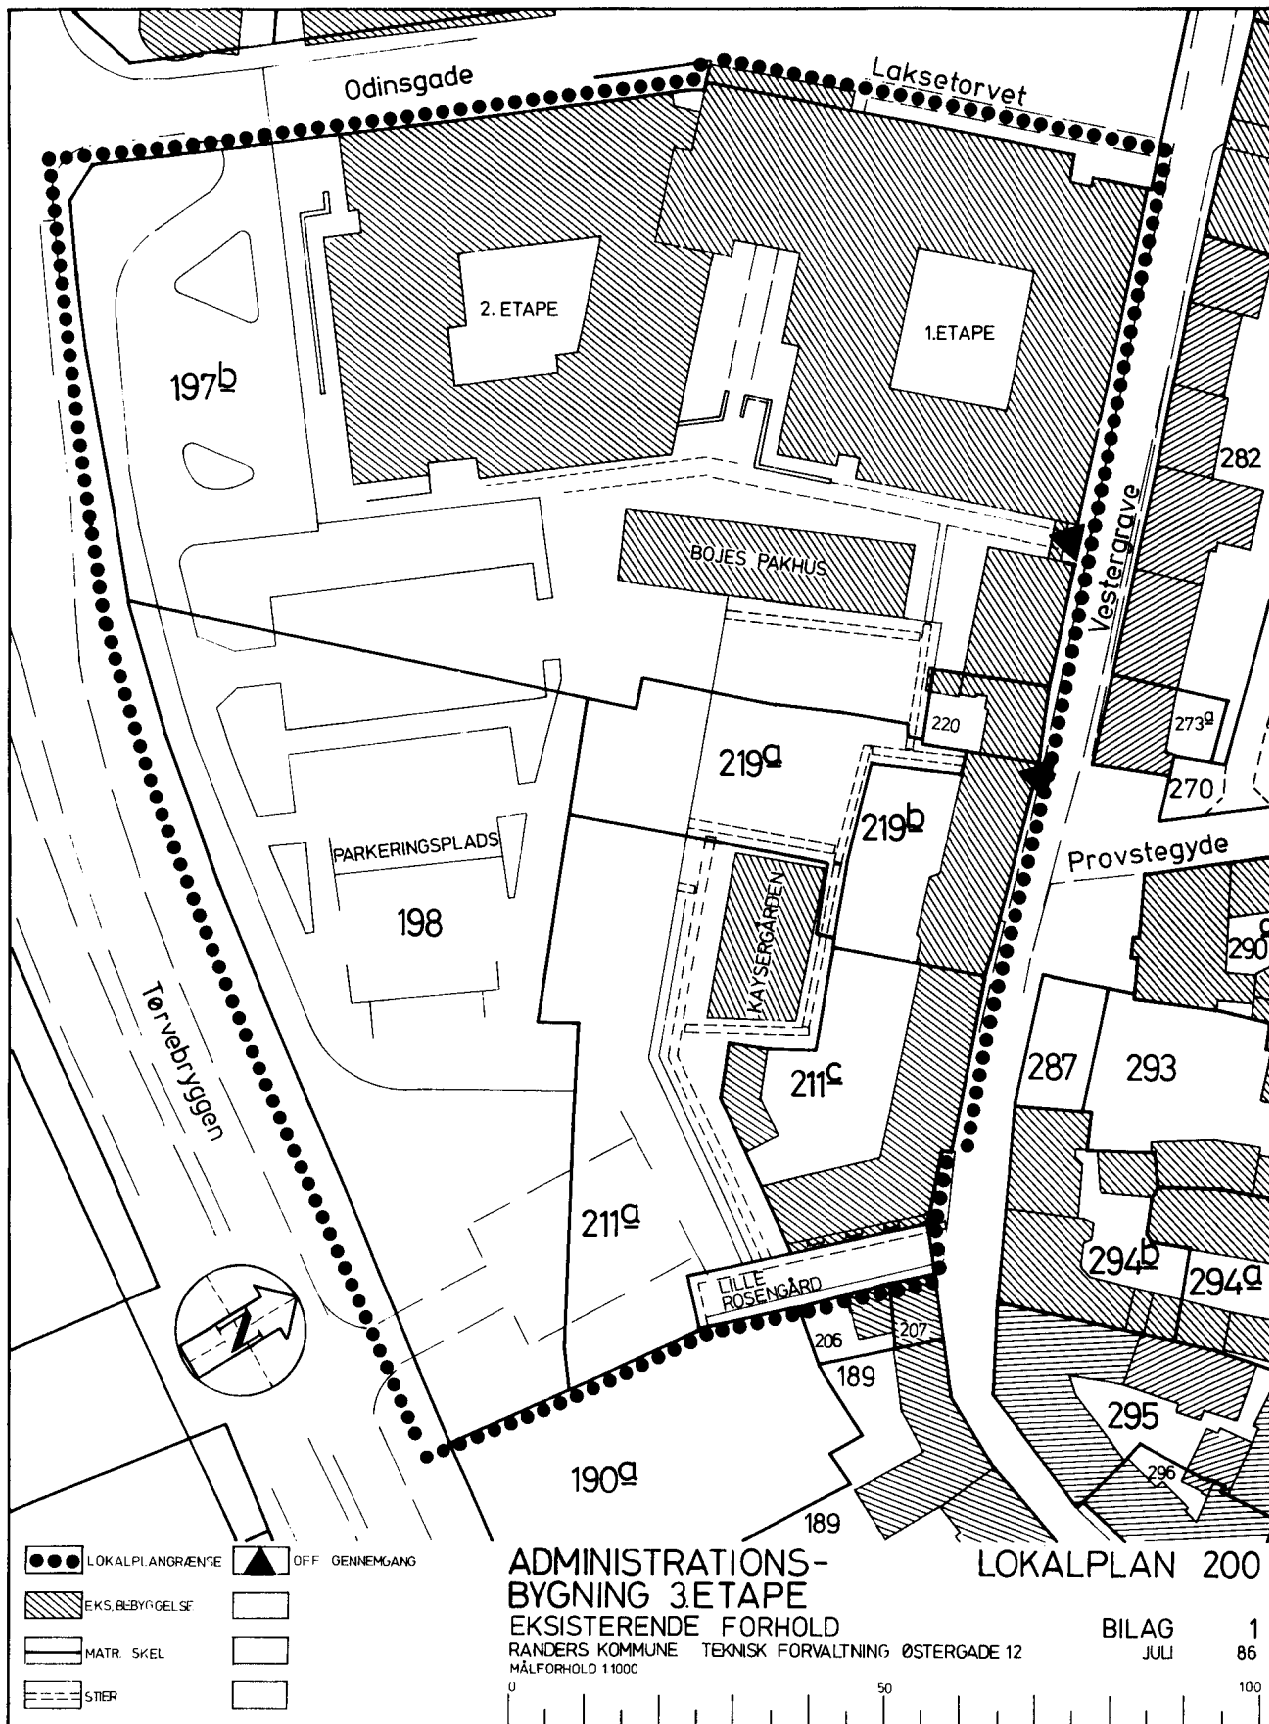 Odinsgade
Laksetorvet
2. ETAPE
1.ETAPE
197b
282
BOJES PAKHUS
Vestergrave
220
273a
219a
270
219b
PARKERINGSPLADS
Provstegyde
198
KAYSERGÅRDEN
290
Tørvebryggen
287
293
211c
211a
294b
294a
LILLE
ROSENGÅRD
N
206
207
189
295
296
190a
189
LOKALPLANGRÆNSE
OFF GENNEMGANG
EKS. BEBYGGELSE
MATR. SKEL
STIER
ADMINISTRATIONS-
BYGNING 3.ETAPE
LOKALPLAN 200
EKSISTERENDE FORHOLD
BILAG 1
RANDERS KOMMUNE TEKNISK FORVALTNING ØSTERGADE 12
JULI 86
MÅLFORHOLD 1:1000
0 50 100